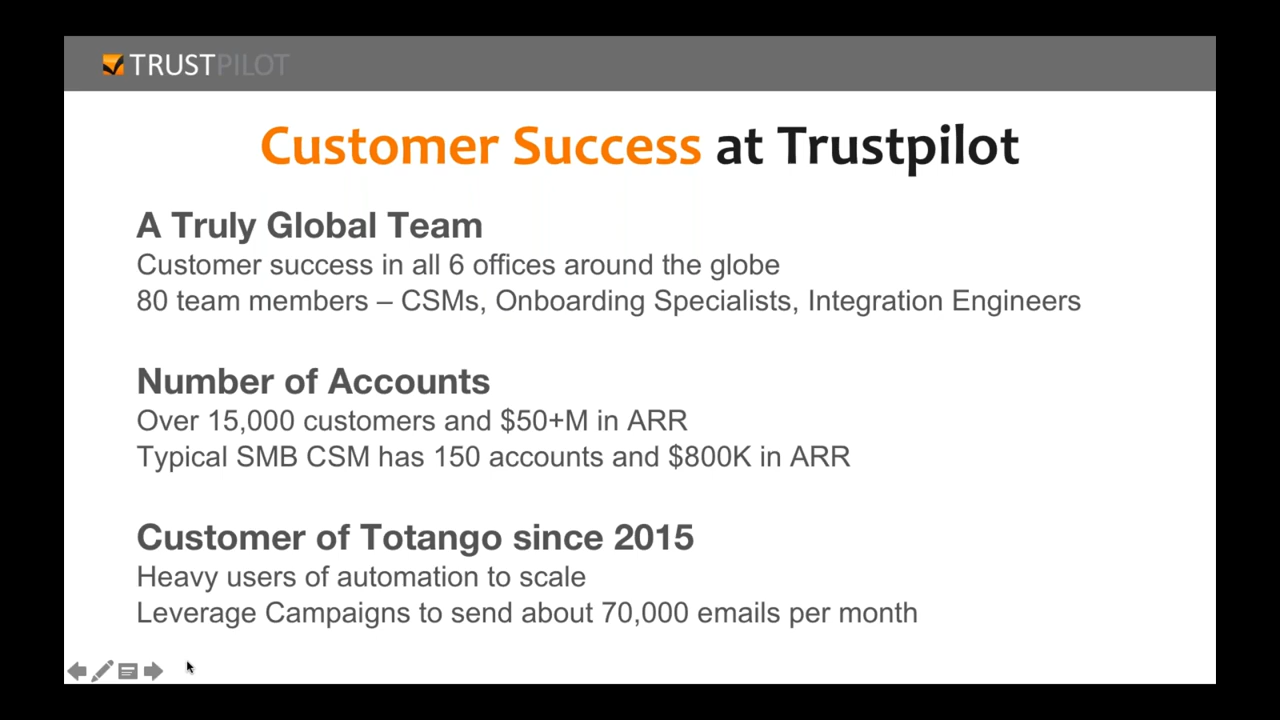 TRUSTPILOT
Customer Success at Trustpilot
A Truly Global Team
Customer success in all 6 offices around the globe
80 team members – CSMs, Onboarding Specialists, Integration Engineers
Number of Accounts
Over 15,000 customers and $50+M in ARR
Typical SMB CSM has 150 accounts and $800K in ARR
Customer of Totango since 2015
Heavy users of automation to scale
Leverage Campaigns to send about 70,000 emails per month